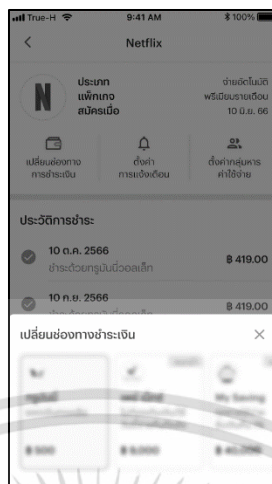 True-H 9:41 AM 100%
Netflix
N
ประเภท จ่ายอัตโนมัติ
แพ็กเกจ พรีเมียมรายเดือน
สมัครเมื่อ 10 มิ.ย. 66
เปลี่ยนช่องทาง ตั้งค่า ตั้งค่ากลุ่มหาร
การชำระเงิน การแจ้งเตือน ค่าใช้จ่าย
ประวัติการชำระ
10 ต.ค. 2566
฿ 419.00
ชำระด้วยทรูมันนี่วอลเล็ท
10 ก.ย. 2566
฿ 419.00
เปลี่ยนช่องทางชำระเงิน
My Saving
฿ 500